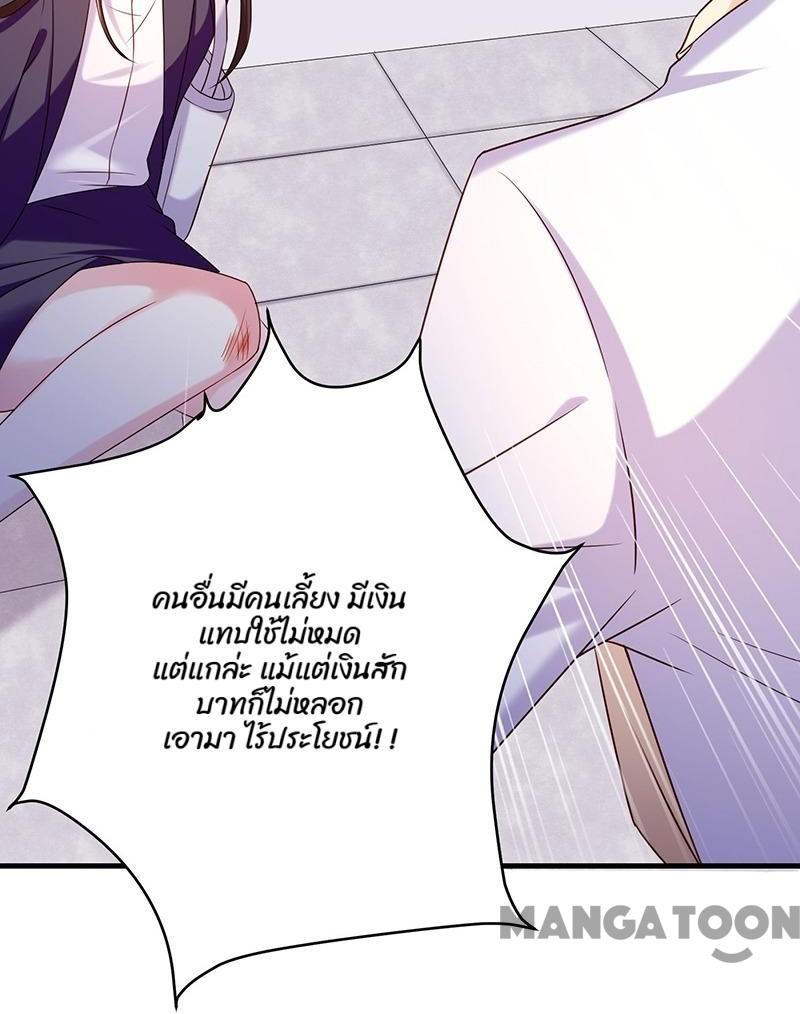 คนอื่นมีคนเลี้ยง มีเงิน
แทบใช้ไม่หมด
แต่แกล่ะ แม้แต่เงินสัก
บาทก็ไม่หลอก
เอามา ไร้ประโยชน์!!
MANGATOON